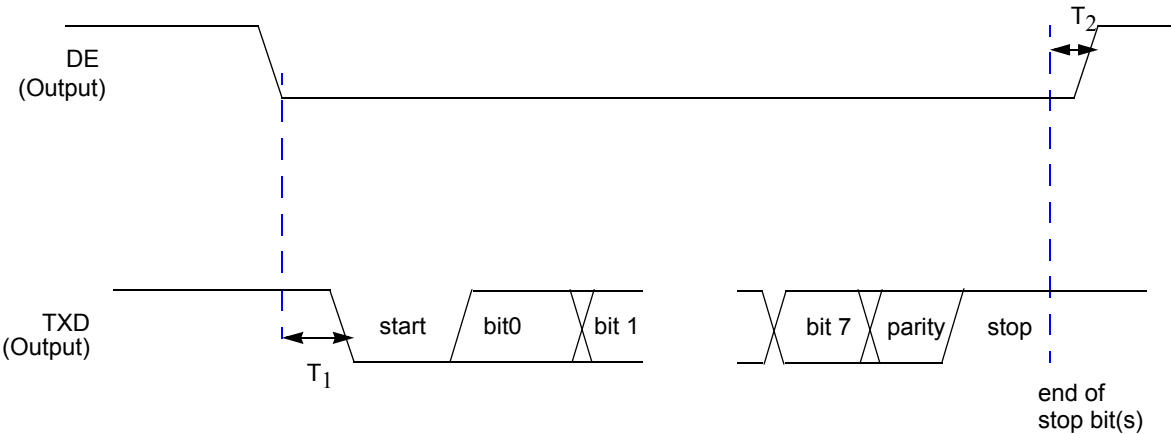 T2
DE
(Output)
TXD
(Output)
start
bit0
bit 1
bit 7
parity
stop
T1
end of
stop bit(s)